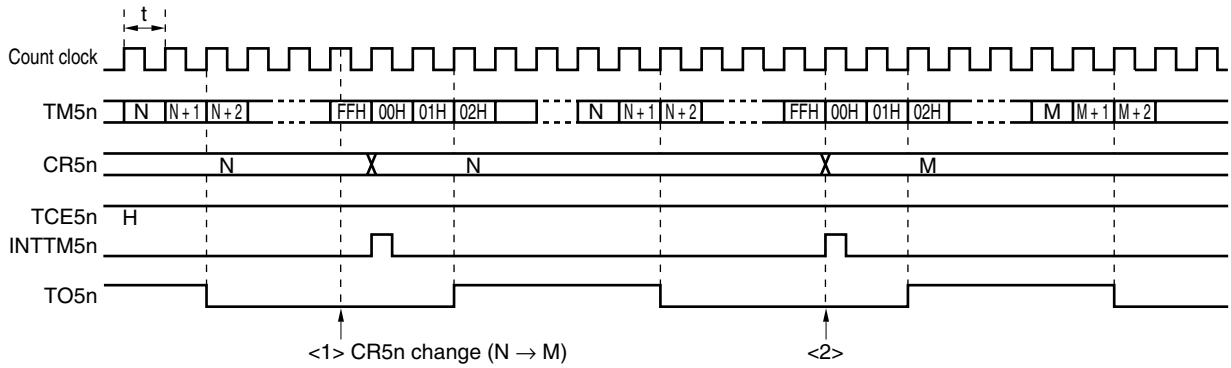 t
Count clock
TM5n N N + 1 N + 2 FFH 00H 01H 02H N N + 1 N + 2 FFH 00H 01H 02H M M + 1 M + 2
CR5n N N M
TCE5n H
INTTM5n
TO5n
<1> CR5n change (N → M) <2>